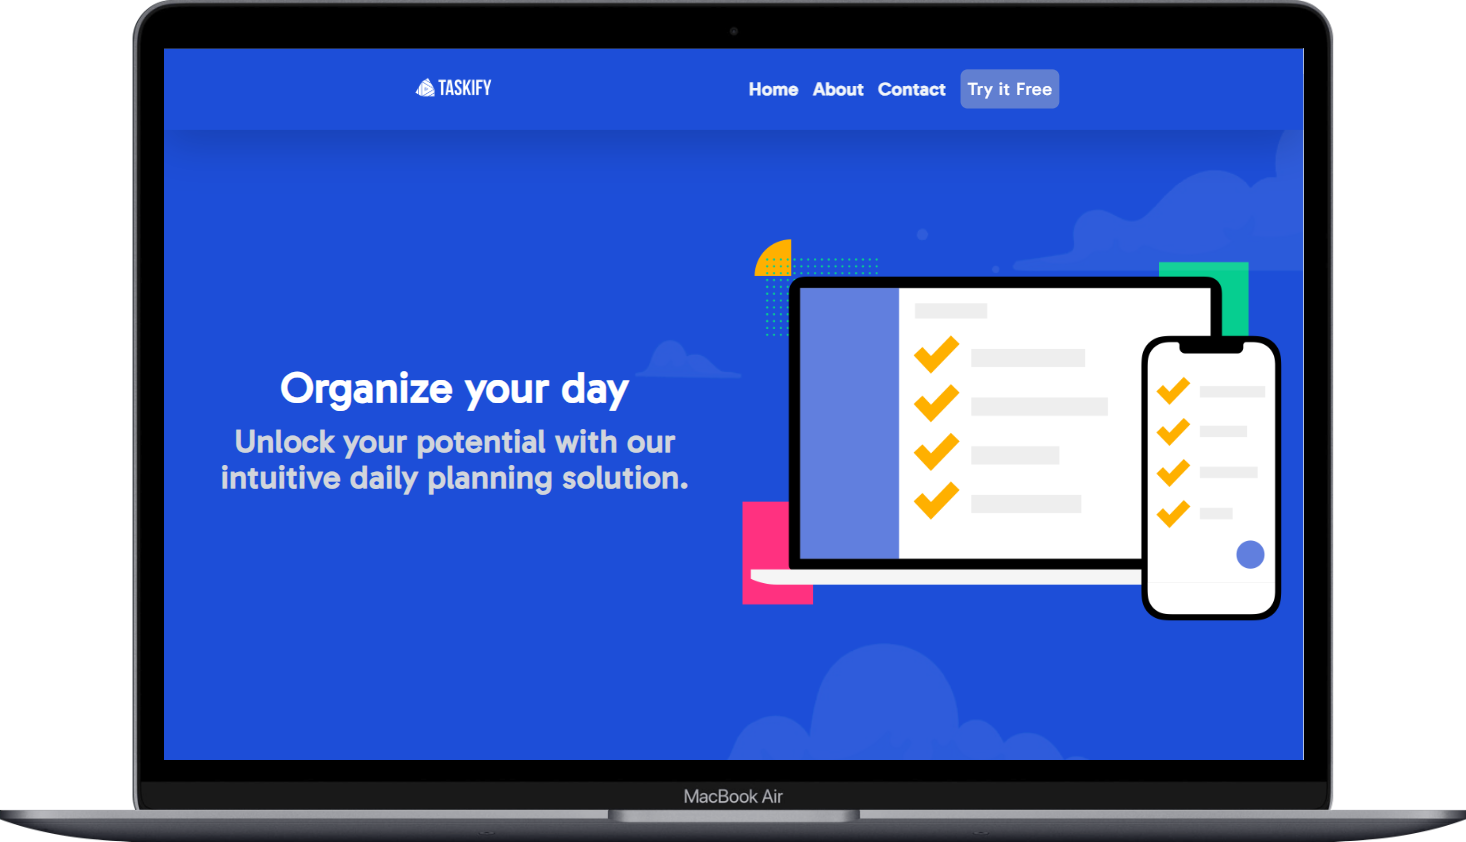 TASKIFY
Home About Contact Try it Free
Organize your day
Unlock your potential with our
intuitive daily planning solution.
MacBook Air